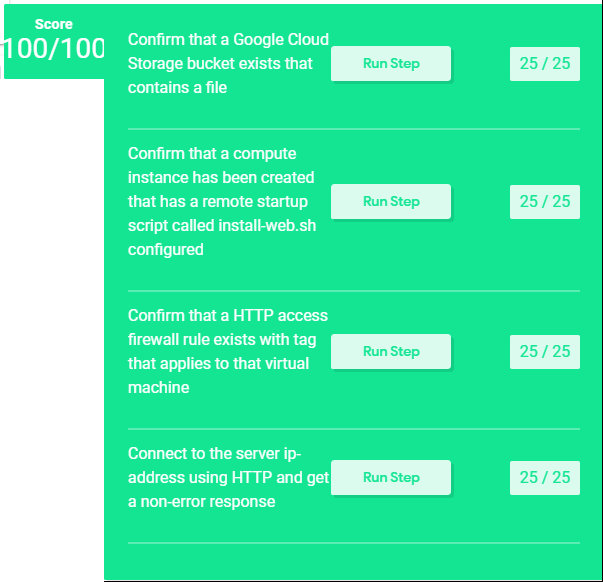 Score
100/100
Confirm that a Google Cloud
Storage bucket exists that
contains a file
Run Step
25 / 25
Confirm that a compute
instance has been created
that has a remote startup
script called install-web.sh
configured
Run Step
25 / 25
Confirm that a HTTP access
firewall rule exists with tag
that applies to that virtual
machine
Run Step
25 / 25
Connect to the server ip-
address using HTTP and get
a non-error response
Run Step
25 / 25